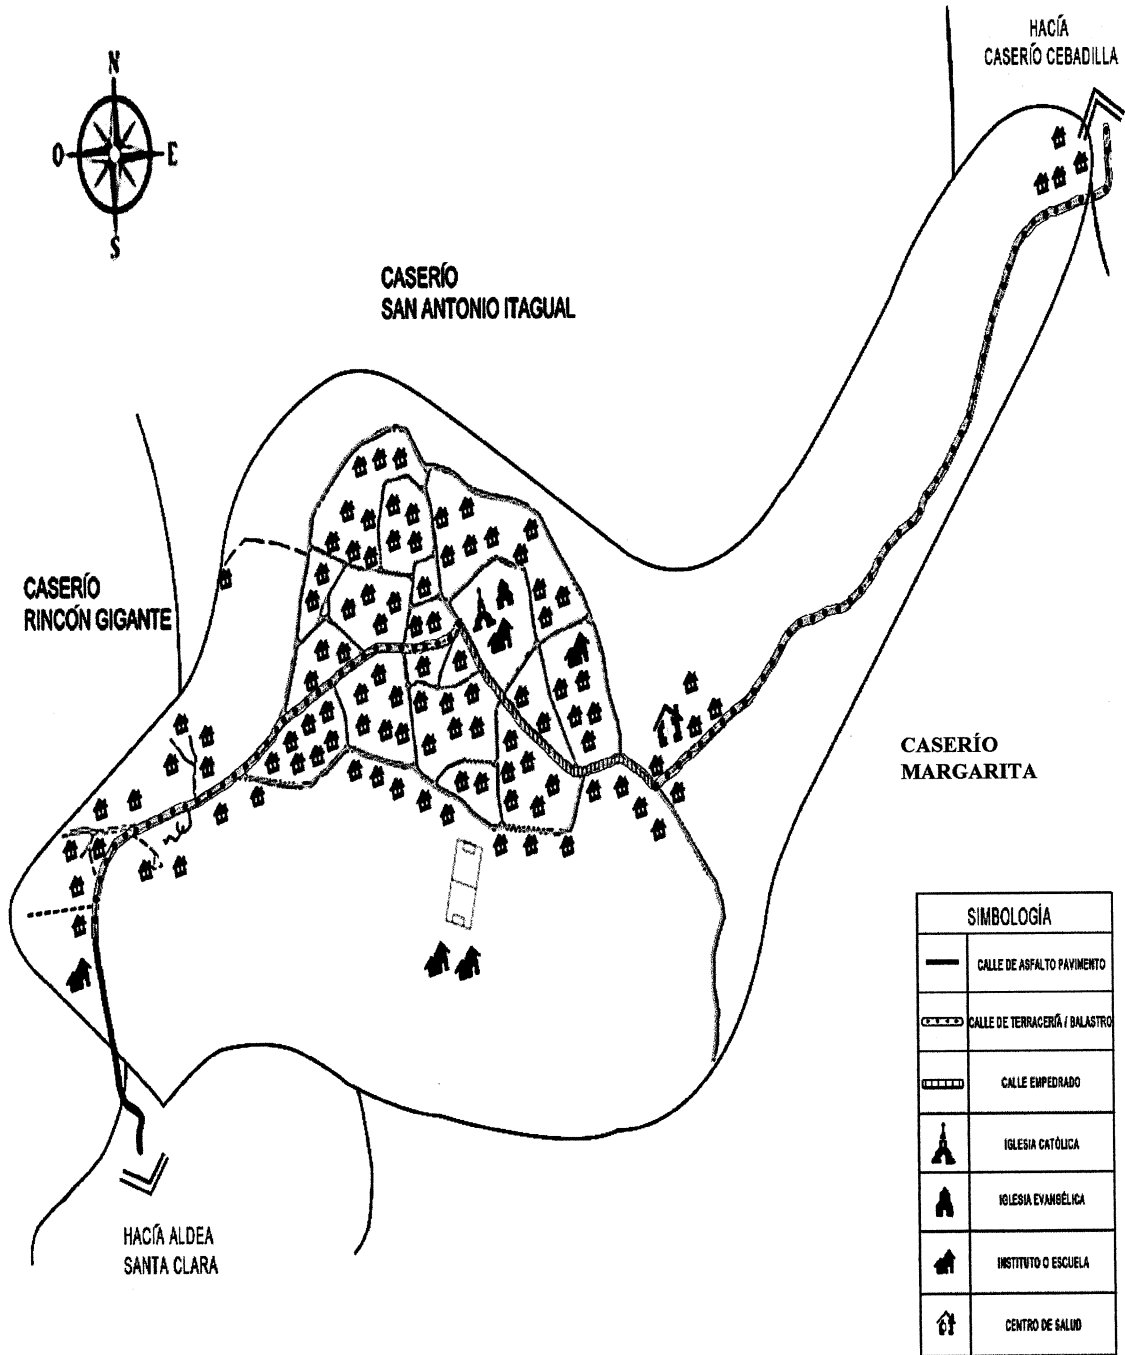 HACÍA
CASERÍO CEBADILLA
N
O
E
S
CASERÍO
SAN ANTONIO ITAGUAL
CASERÍO
RINCÓN GIGANTE
CASERÍO
MARGARITA
HACÍA ALDEA
SANTA CLARA
SIMBOLOGÍA
CALLE DE ASFALTO PAVIMENTO
CALLE DE TERRACERÍA / BALASTRO
CALLE EMPEDRADO
IGLESIA CATÓLICA
IGLESIA EVANGÉLICA
INSTITUTO O ESCUELA
CENTRO DE SALUD